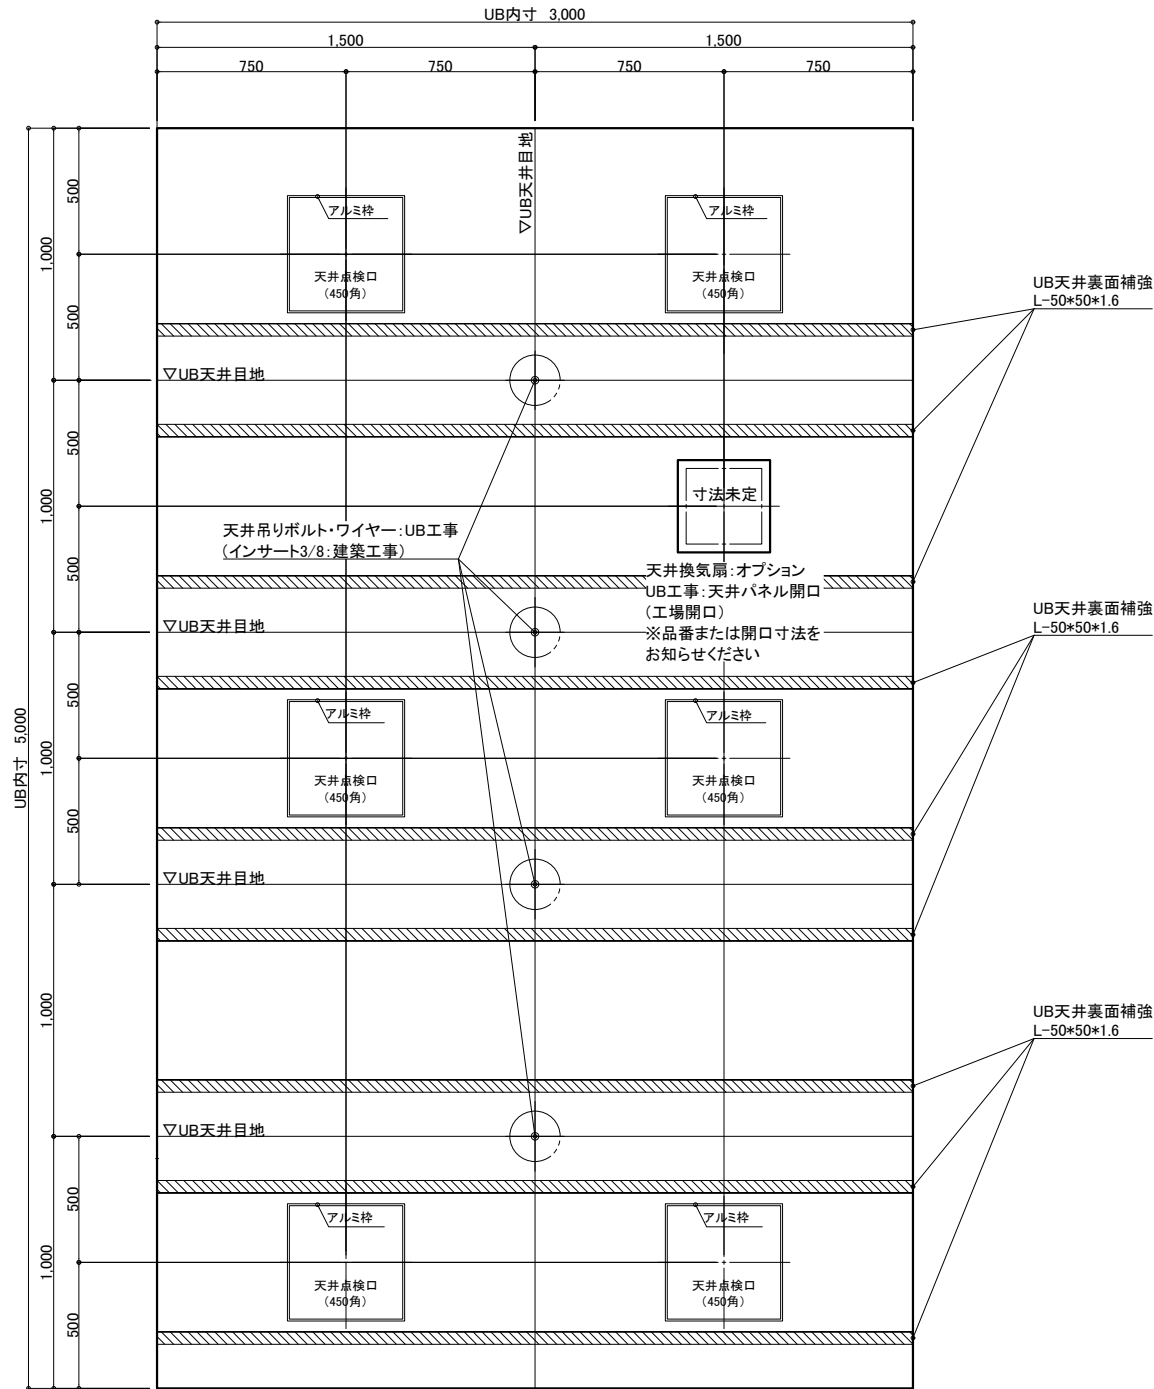 UB内寸 3,000
1,500
1,500
750
750
750
750
▽UB天井目地
500
1,000
500
アルミ枠
天井点検口
(450角)
アルミ枠
天井点検口
(450角)
UB天井裏面補強
L-50*50*1.6
▽UB天井目地
500
1,000
500
寸法未定
天井吊りボルト・ワイヤー:UB工事
(インサート3/8:建築工事)
天井換気扇:オプション
UB工事:天井パネル開口
(工場開口)
※品番または開口寸法を
お知らせください
▽UB天井目地
UB天井裏面補強
L-50*50*1.6
UB内寸 5,000
500
1,000
500
アルミ枠
天井点検口
(450角)
アルミ枠
天井点検口
(450角)
▽UB天井目地
1,000
UB天井裏面補強
L-50*50*1.6
▽UB天井目地
500
1,000
500
アルミ枠
天井点検口
(450角)
アルミ枠
天井点検口
(450角)